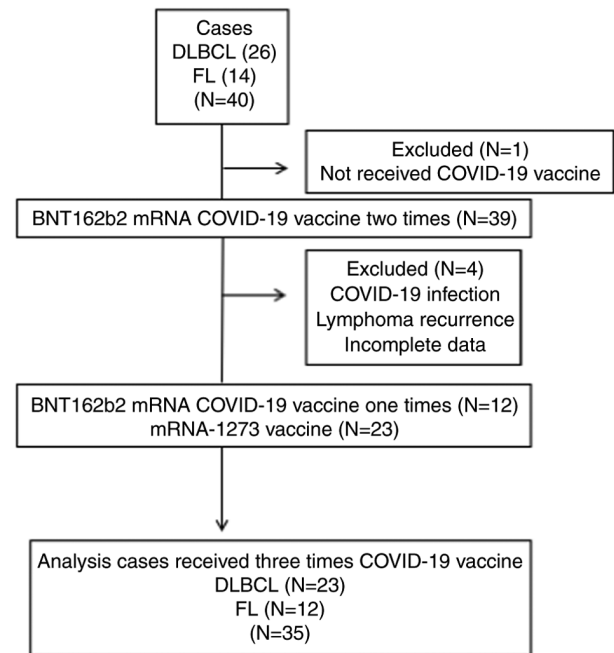 Cases
DLBCL (26)
FL (14)
(N=40)
Excluded (N=1)
Not received COVID-19 vaccine
BNT162b2 mRNA COVID-19 vaccine two times (N=39)
Excluded (N=4)
COVID-19 infection
Lymphoma recurrence
Incomplete data
BNT162b2 mRNA COVID-19 vaccine one times (N=12)
mRNA-1273 vaccine (N=23)
Analysis cases received three times COVID-19 vaccine
DLBCL (N=23)
FL (N=12)
(N=35)